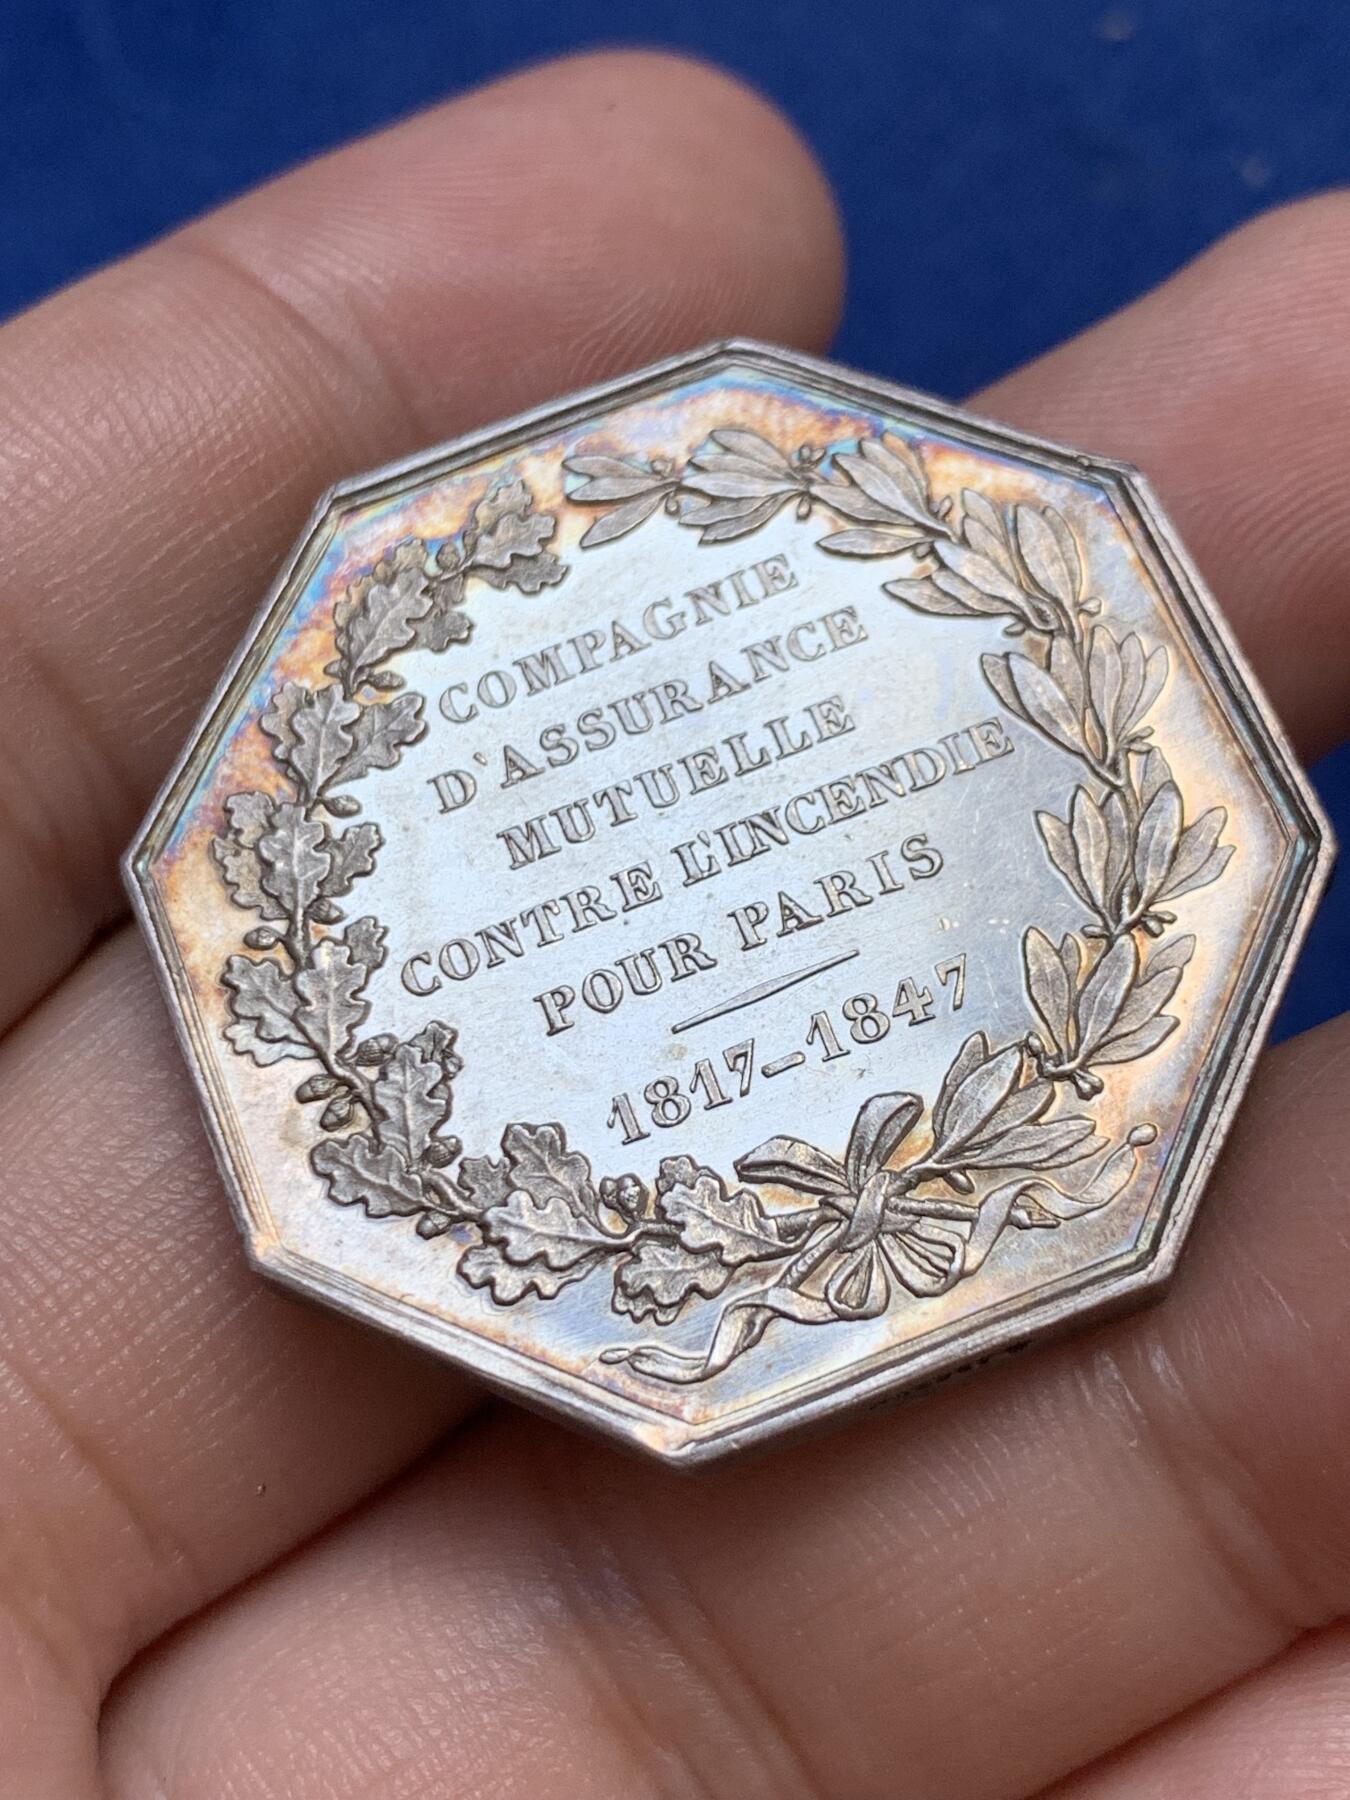 COMPAGNIE
D'ASSURANCE
MUTUELLE
CONTRE L'INCENDIE
POUR PARIS
1817-1847